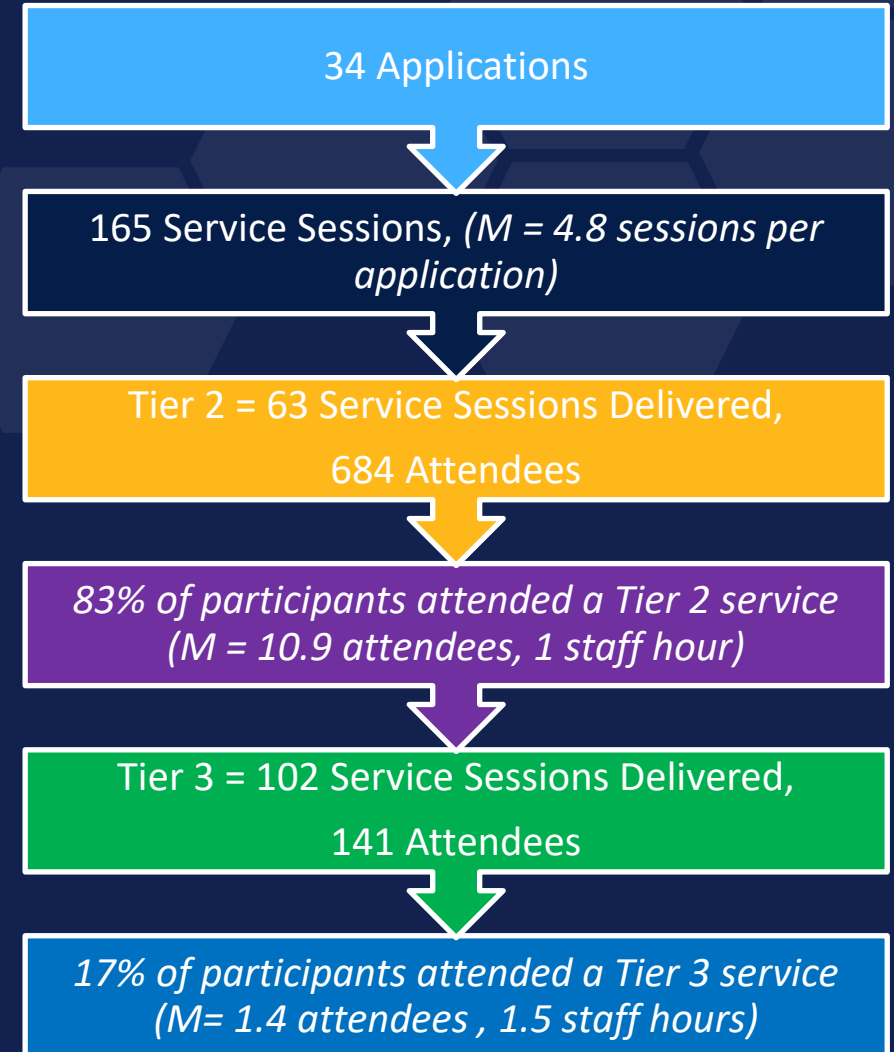 34 Applications
165 Service Sessions, (M = 4.8 sessions per
application)
Tier 2 = 63 Service Sessions Delivered,
684 Attendees
83% of participants attended a Tier 2 service
(M = 10.9 attendees, 1 staff hour)
Tier 3 = 102 Service Sessions Delivered,
141 Attendees
17% of participants attended a Tier 3 service
(M= 1.4 attendees , 1.5 staff hours)